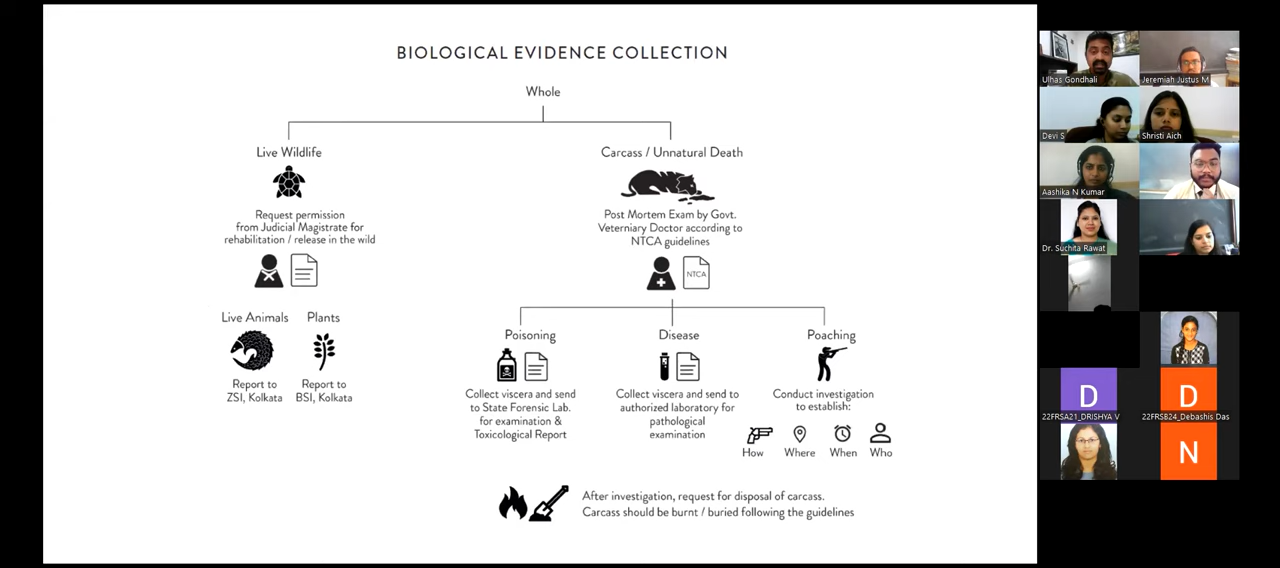 BIOLOGICAL EVIDENCE COLLECTION
Whole
Live Wildlife
Request permission
from Judicial Magistrate for
rehabilitation / release in the wild
Live Animals
Report to
ZSI, Kolkata
Plants
Report to
BSI, Kolkata
Carcass / Unnatural Death
Post Mortem Exam by Govt.
Veterniary Doctor according to
NTCA guidelines
NTCA
Poisoning
Collect viscera and send
to State Forensic Lab.
for examination &
Toxicological Report
Disease
Collect viscera and send to
authorized laboratory for
pathological
examination
Poaching
Conduct investigation
to establish:
How
Where
When
Who
After investigation, request for disposal of carcass.
Carcass should be burnt / buried following the guidelines
Ulhas Gondhali
Jeremiah Justus M
Devi S
Shristi Aich
Aashika N Kumar
Dr. Suchita Rawat
D
22FRSA21_DRISHYA V
D
22FRSB24_Debashis Das
N